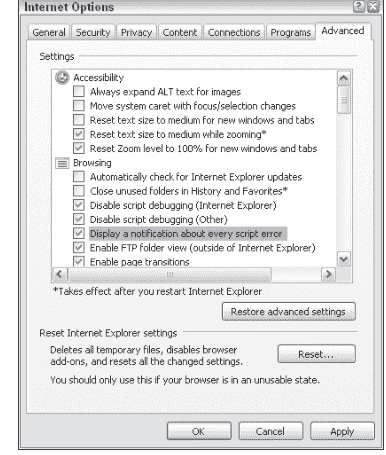 Internet Options
General Security Privacy Content Connections Programs Advanced
Settings
Accessibility
Always expand ALT text for images
Move system caret with focus/selection changes
Reset text size to medium for new windows and tabs
Reset text size to medium while zooming*
Reset Zoom level to 100% for new windows and tabs
Browsing
Automatically check for Internet Explorer updates
Close unused folders in History and Favorites*
Disable script debugging (Internet Explorer)
Disable script debugging (Other)
Display a notification about every script error
Enable FTP folder view (outside of Internet Explorer)
Enable page transitions
*Takes effect after you restart Internet Explorer
Restore advanced settings
Reset Internet Explorer settings
Deletes all temporary files, disables browser
add-ons, and resets all the changed settings.
Reset...
You should only use this if your browser is in an unusable state.
OK Cancel Apply